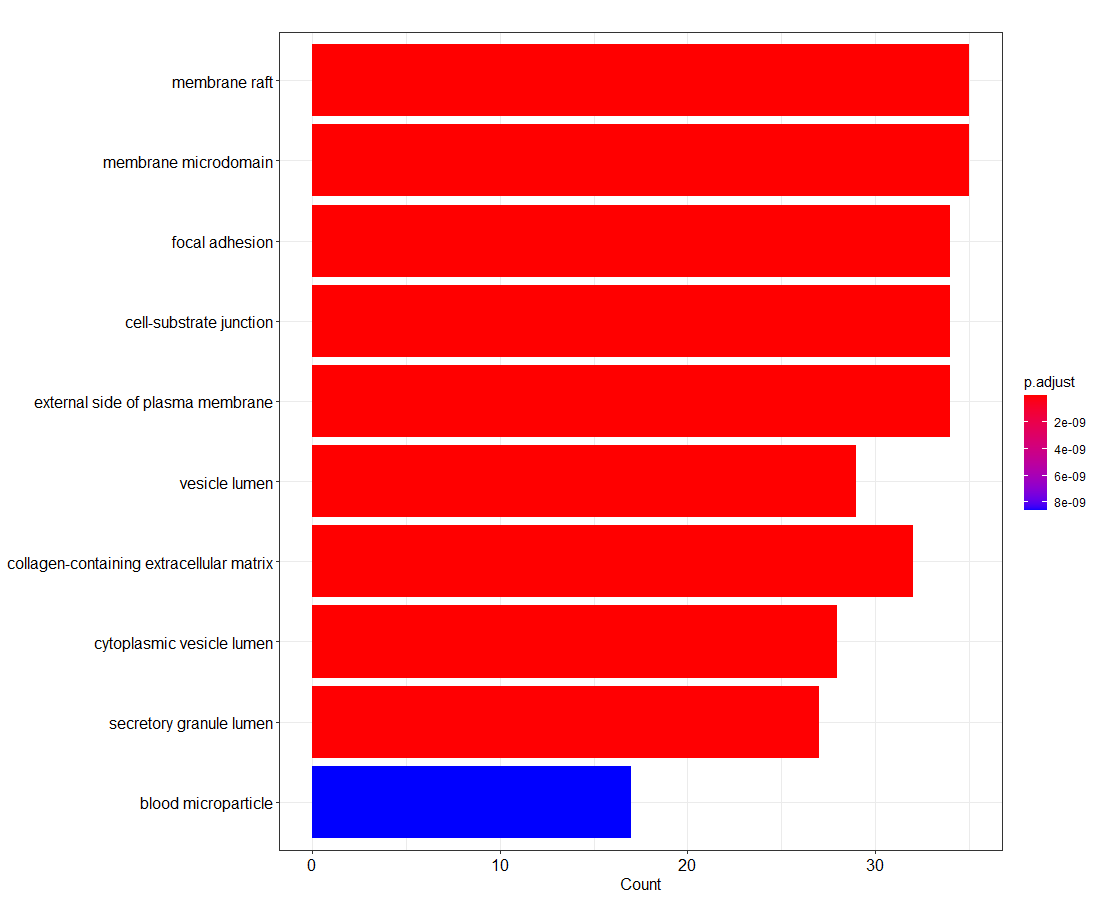 membrane raft
membrane microdomain
focal adhesion
cell-substrate junction
external side of plasma membrane
vesicle lumen
collagen-containing extracellular matrix
cytoplasmic vesicle lumen
secretory granule lumen
blood microparticle
0 10 20 30
Count
p.adjust
2e-09
4e-09
6e-09
8e-09